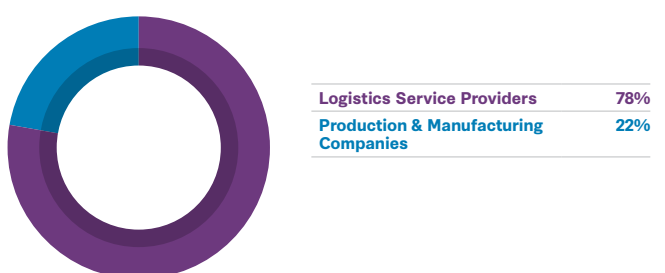 Logistics Service Providers 78%
Production & Manufacturing 22%
Companies